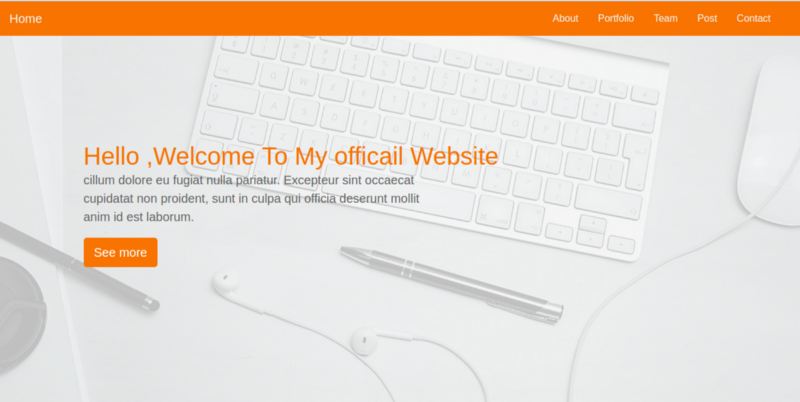 Home About Portfolio Team Post Contact
Hello ,Welcome To My officail Website
cillum dolore eu fugiat nulla pariatur. Excepteur sint occaecat
cupidatat non proident, sunt in culpa qui officia deserunt mollit
anim id est laborum.
See more